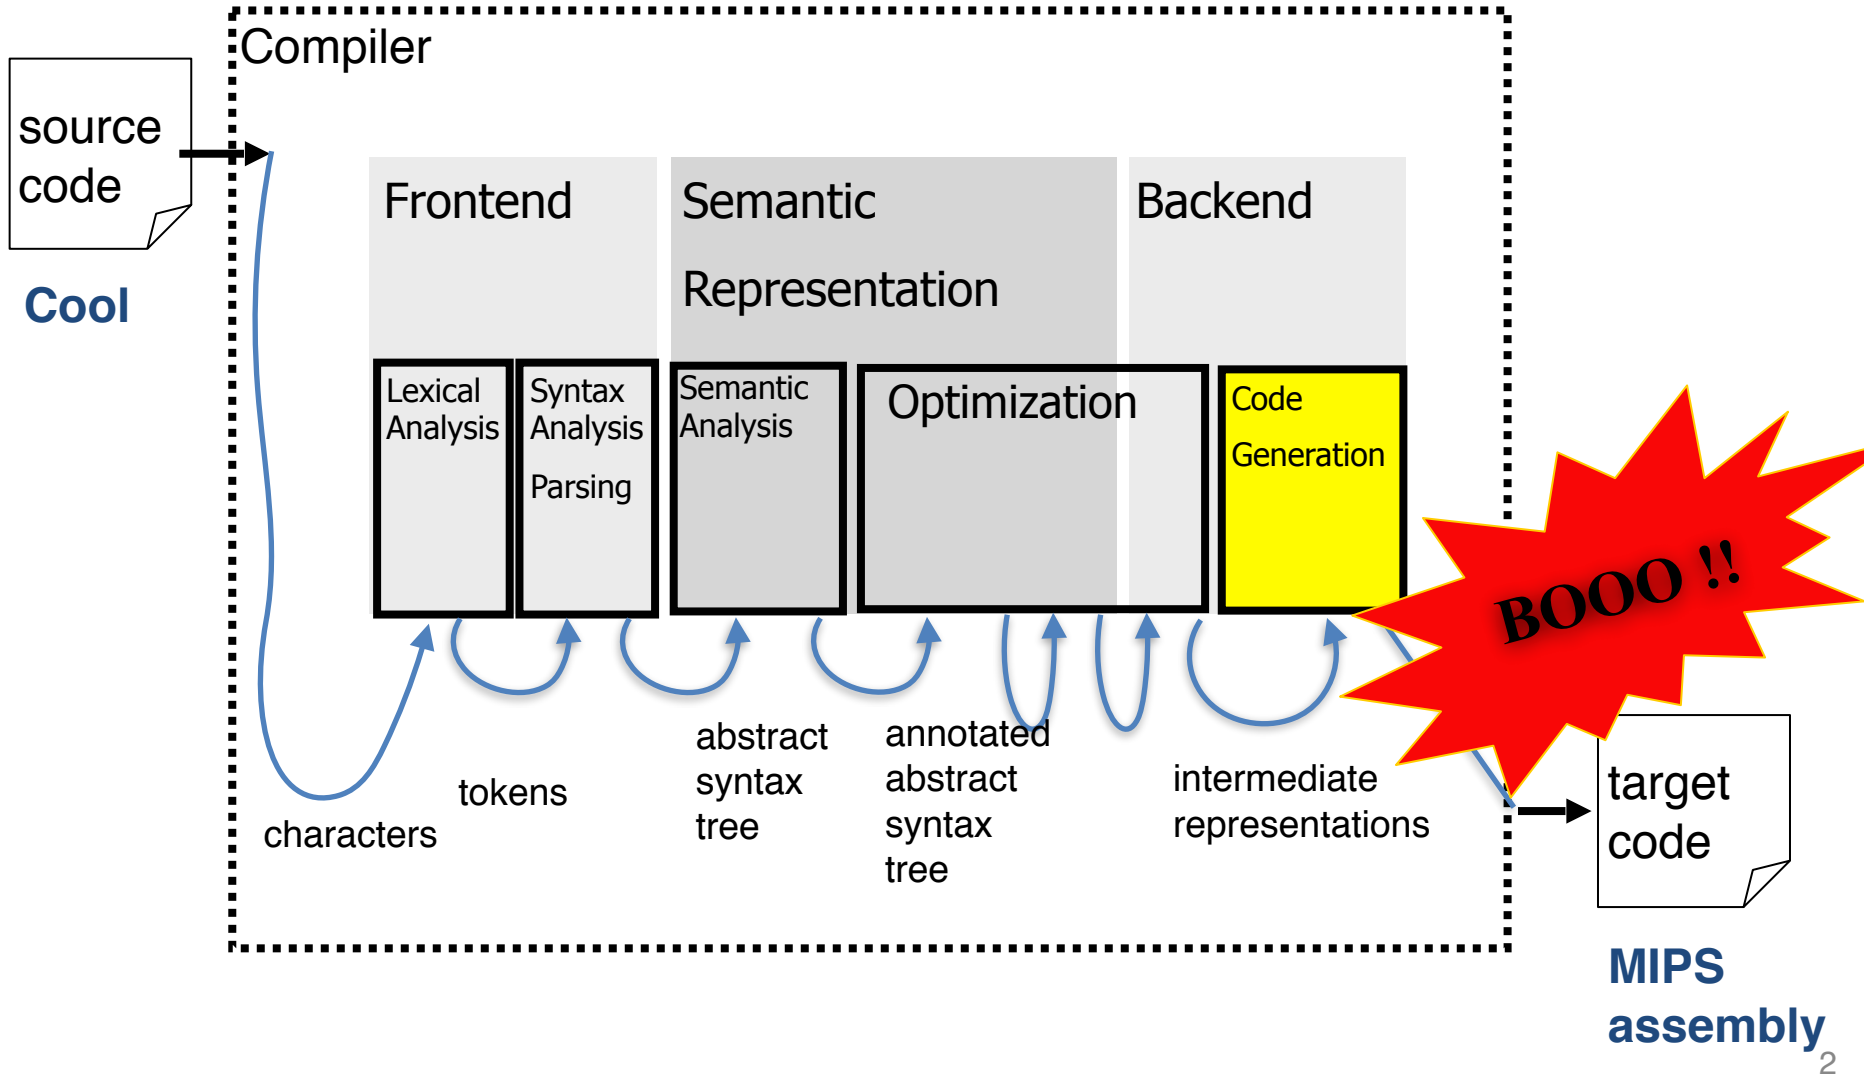 Compiler
source
code
Cool
Frontend
Semantic
Representation
Backend
Lexical
Analysis
Syntax
Analysis
Parsing
Semantic
Analysis
Optimization
Code
Generation
BOOO !!
characters
tokens
abstract
syntax
tree
annotated
abstract
syntax
tree
intermediate
representations
target
code
MIPS
assembly
2